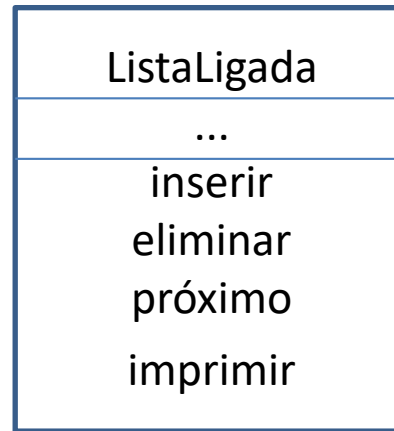 ListaLigada
...
inserir
eliminar
próximo
imprimir